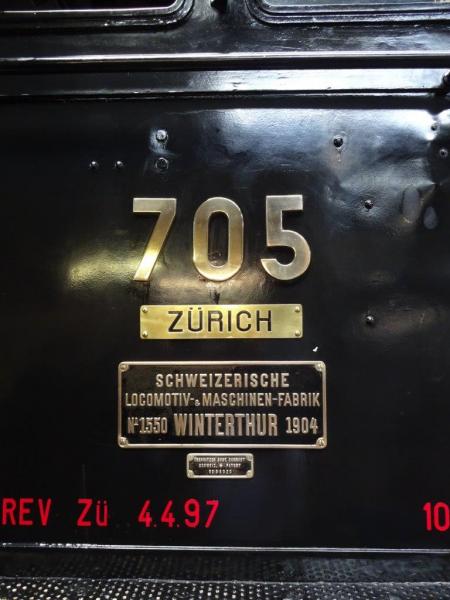 705
ZÜRICH
SCHWEIZERISCHE
LOCOMOTIV-& MASCHINEN-FABRIK
Nº 1550 WINTERTHUR 1904
REV ZÜ 4.4.97
10